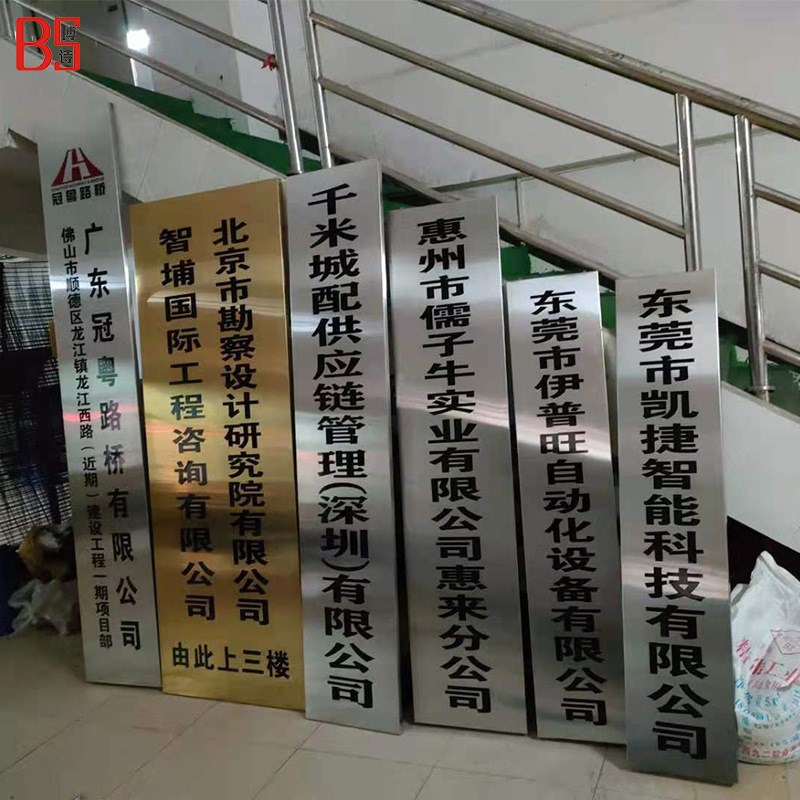 BS
博诗
冠粤路桥
广东冠粤路桥有限公司
佛山市顺德区龙江镇龙江西路（近期）建设工程一期项目部
北京市勘察设计研究院有限公司
智埔国际工程咨询有限公司
由此上三楼
千米城配供应链管理(深圳)有限公司
惠州市儒子牛实业有限公司惠来分公司
东莞市伊普旺自动化设备有限公司
东莞市凯捷智能科技有限公司